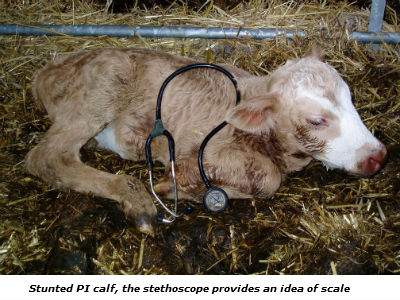 Stunted PI calf, the stethoscope provides an idea of scale